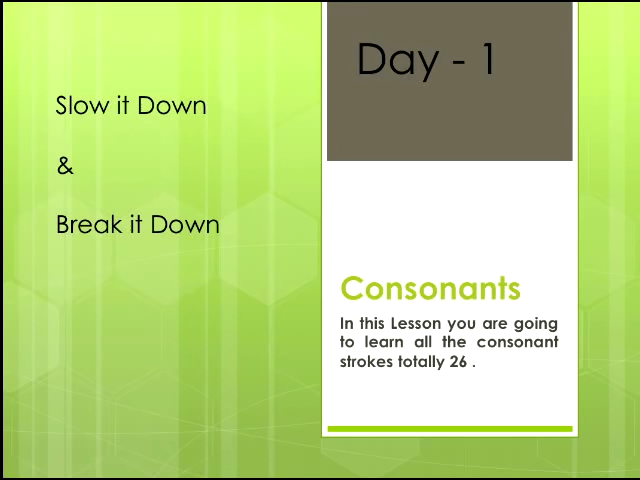 Slow it Down
&
Break it Down
Day - 1
Consonants
In this Lesson you are going
to learn all the consonant
strokes totally 26 .